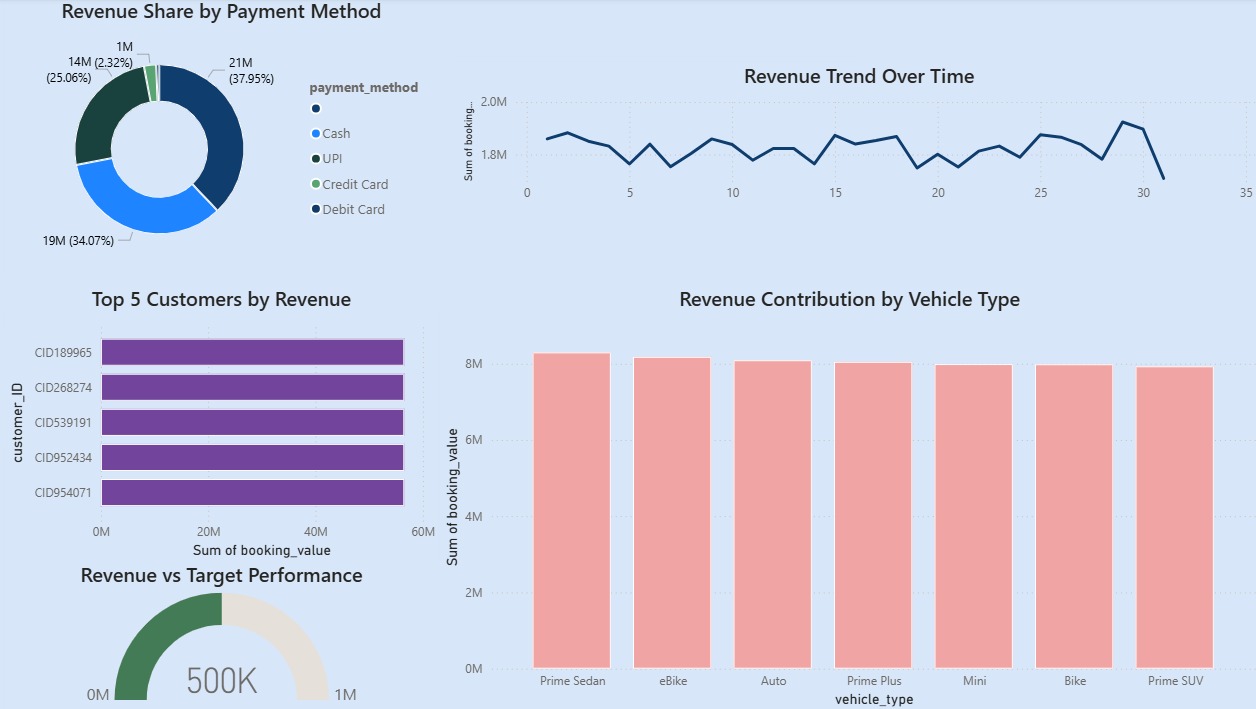 Revenue Share by Payment Method
1M
14M (2.32%)
(25.06%)
21M
(37.95%)
19M (34.07%)
payment_method
Cash
UPI
Credit Card
Debit Card
Revenue Trend Over Time
Sum of booking...
2.0M
1.8M
0 5 10 15 20 25 30 35
Top 5 Customers by Revenue
customer_ID
CID189965
CID268274
CID539191
CID952434
CID954071
0M 20M 40M 60M
Sum of booking_value
Revenue vs Target Performance
500K
0M 1M
Revenue Contribution by Vehicle Type
Sum of booking_value
8M
6M
4M
2M
0M
Prime Sedan eBike Auto Prime Plus Mini Bike Prime SUV
vehicle_type